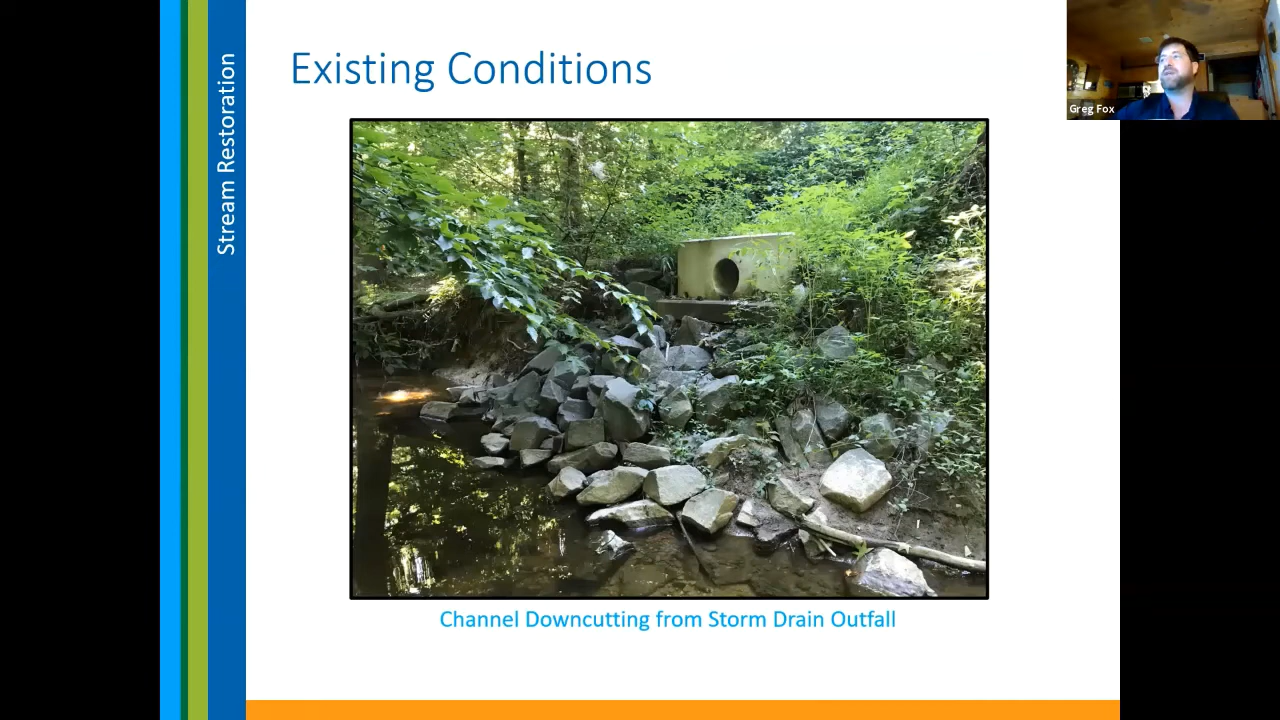 Stream Restoration
Existing Conditions
Greg Fox
Channel Downcutting from Storm Drain Outfall